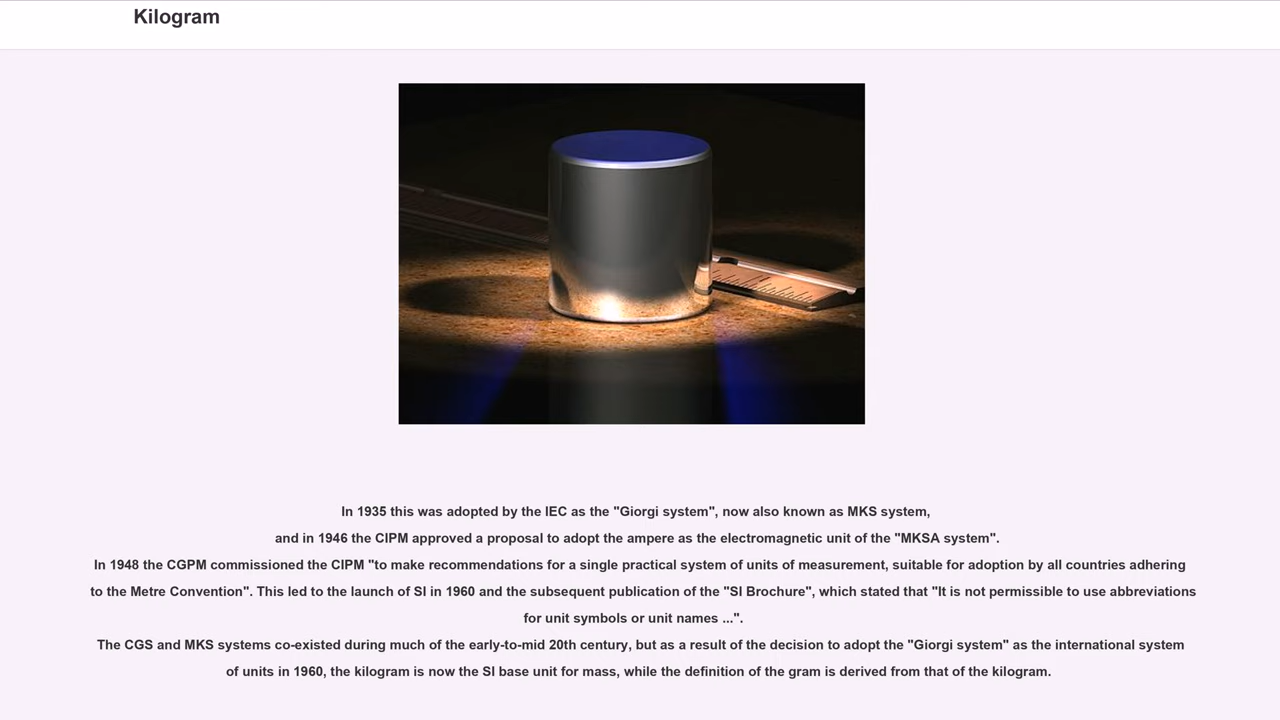 Kilogram
In 1935 this was adopted by the IEC as the "Giorgi system", now also known as MKS system,
and in 1946 the CIPM approved a proposal to adopt the ampere as the electromagnetic unit of the "MKSA system".
In 1948 the CGPM commissioned the CIPM "to make recommendations for a single practical system of units of measurement, suitable for adoption by all countries adhering
to the Metre Convention". This led to the launch of SI in 1960 and the subsequent publication of the "SI Brochure", which stated that "It is not permissible to use abbreviations
for unit symbols or unit names ...".
The CGS and MKS systems co-existed during much of the early-to-mid 20th century, but as a result of the decision to adopt the "Giorgi system" as the international system
of units in 1960, the kilogram is now the SI base unit for mass, while the definition of the gram is derived from that of the kilogram.